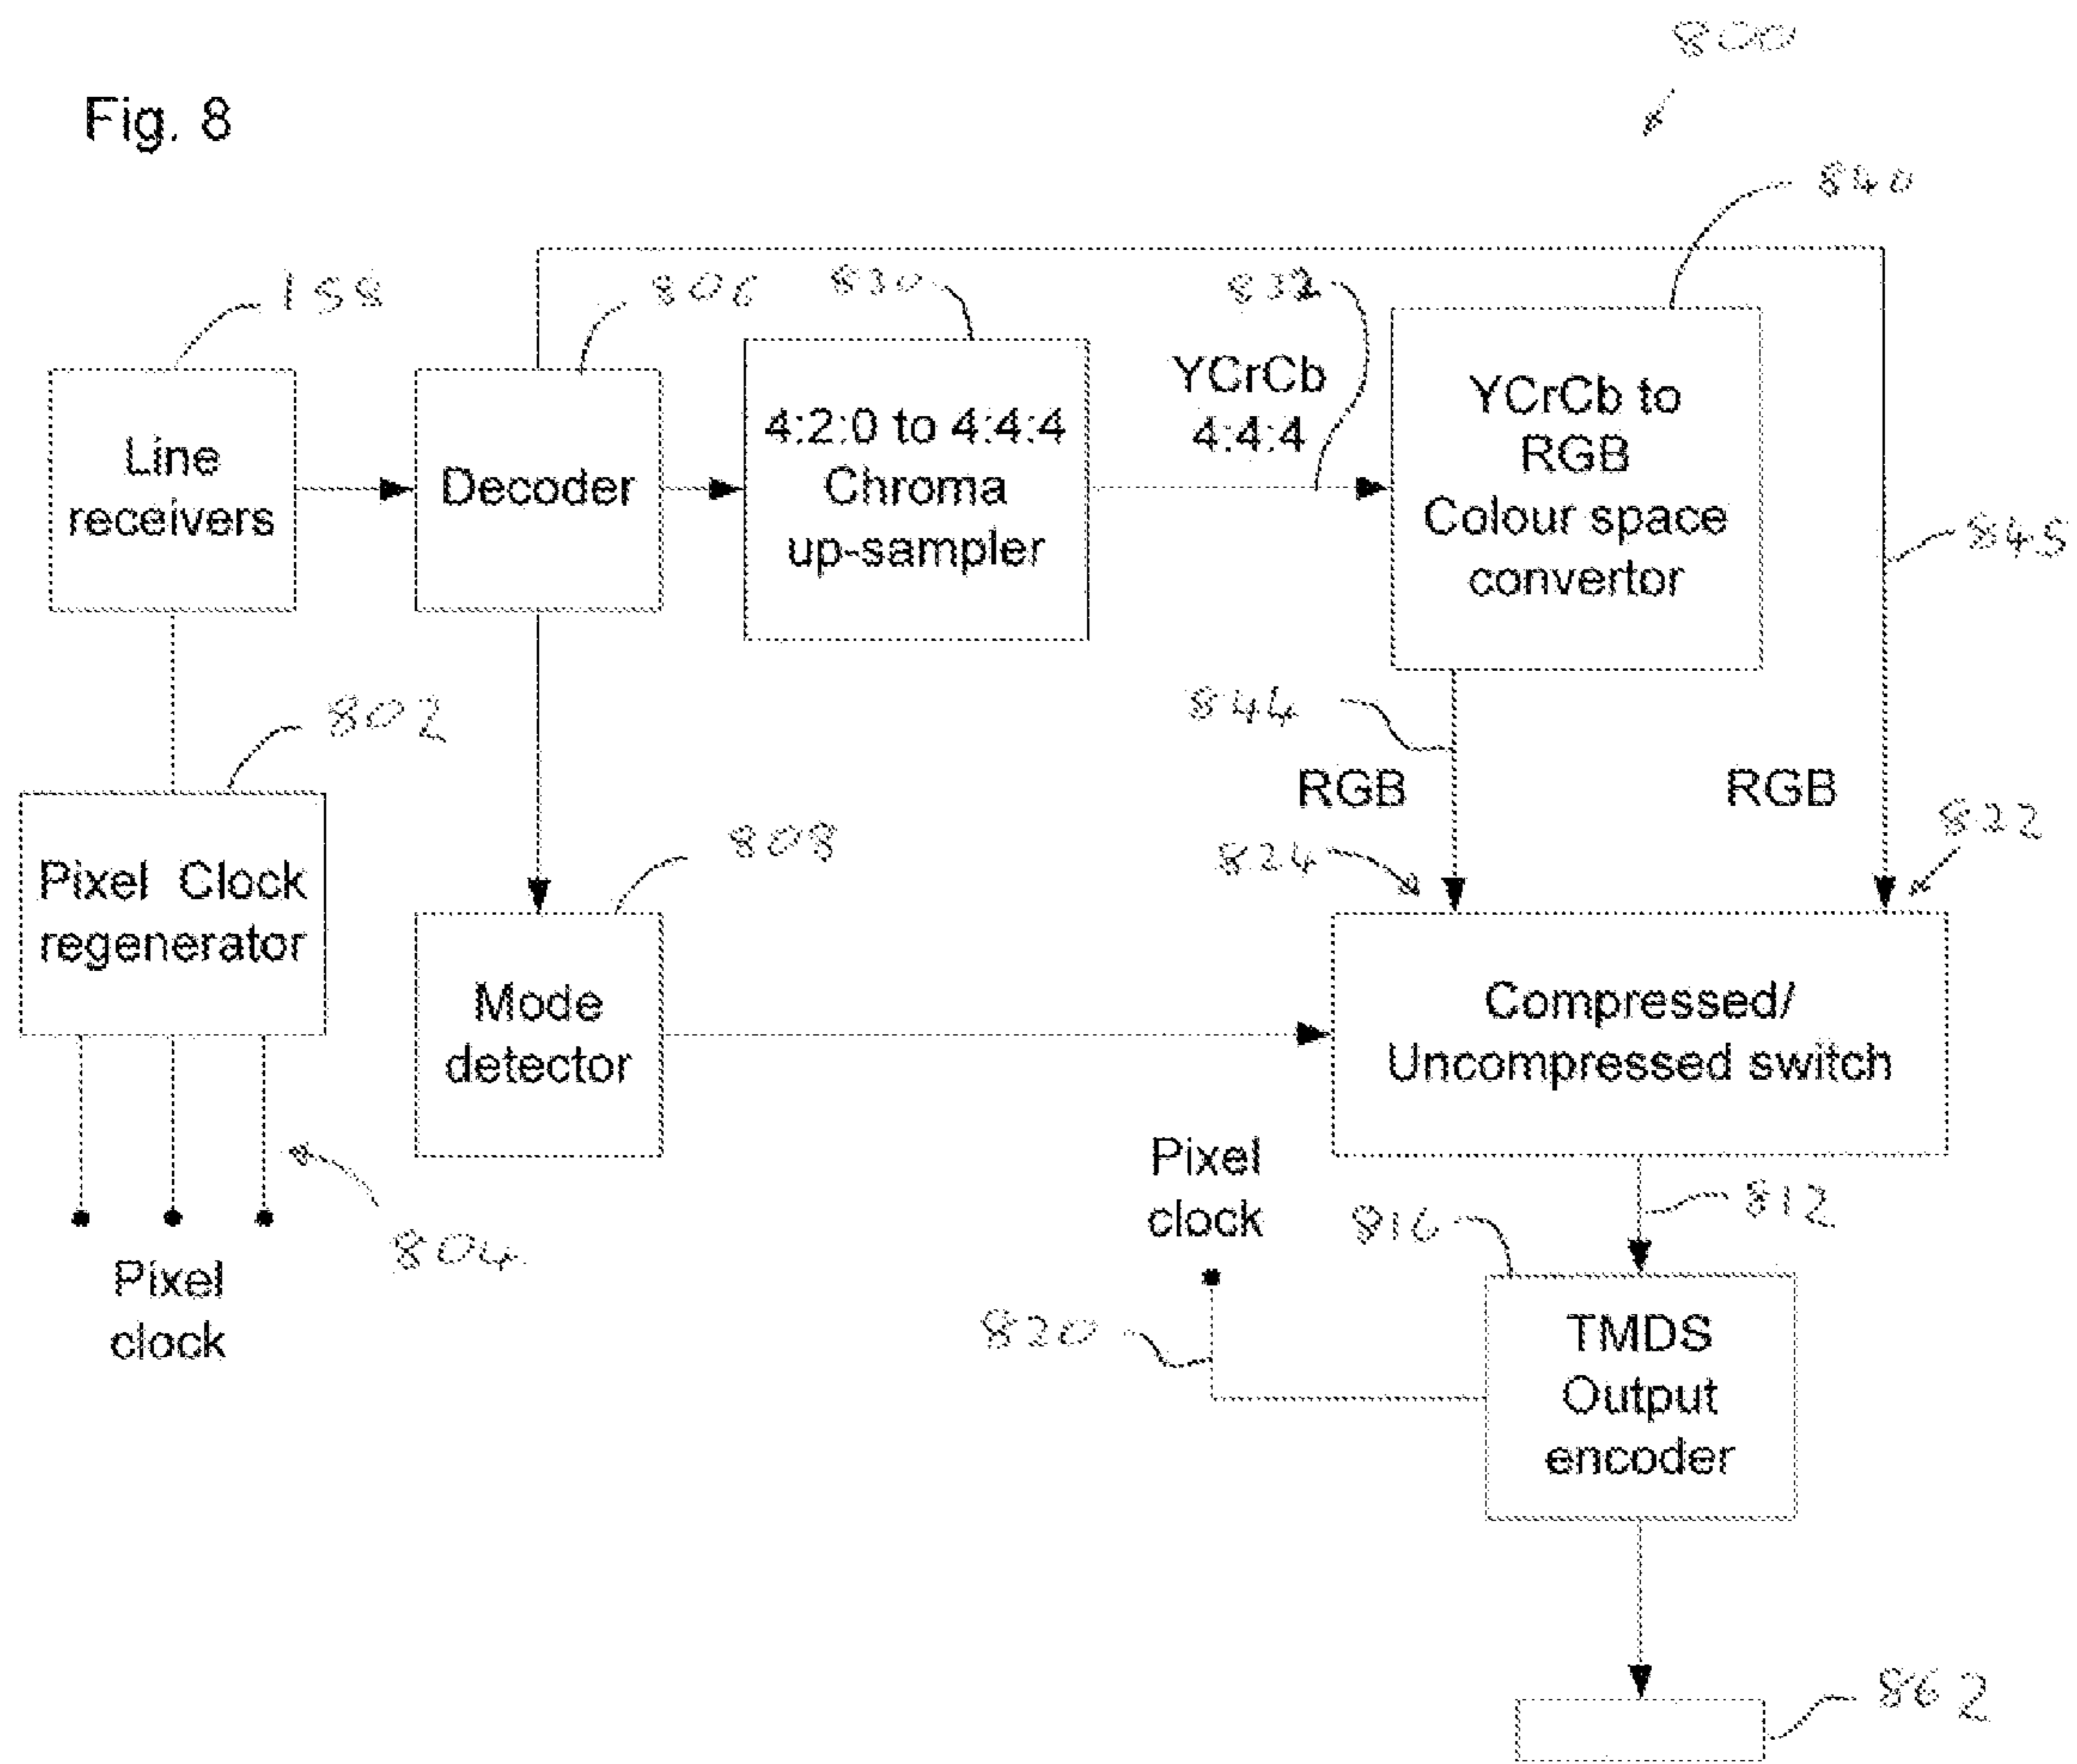 800
Fig. 8
840
158
806
830
832
Line
receivers
Decoder
4:2:0 to 4:4:4
Chroma
up-sampler
YCrCb
4:4:4
YCrCb to
RGB
Colour space
convertor
845
802
844
RGB
RGB
822
808
824
Pixel Clock
regenerator
Mode
detector
Compressed/
Uncompressed switch
804
Pixel
clock
Pixel
clock
816
812
820
TMDS
Output
encoder
862